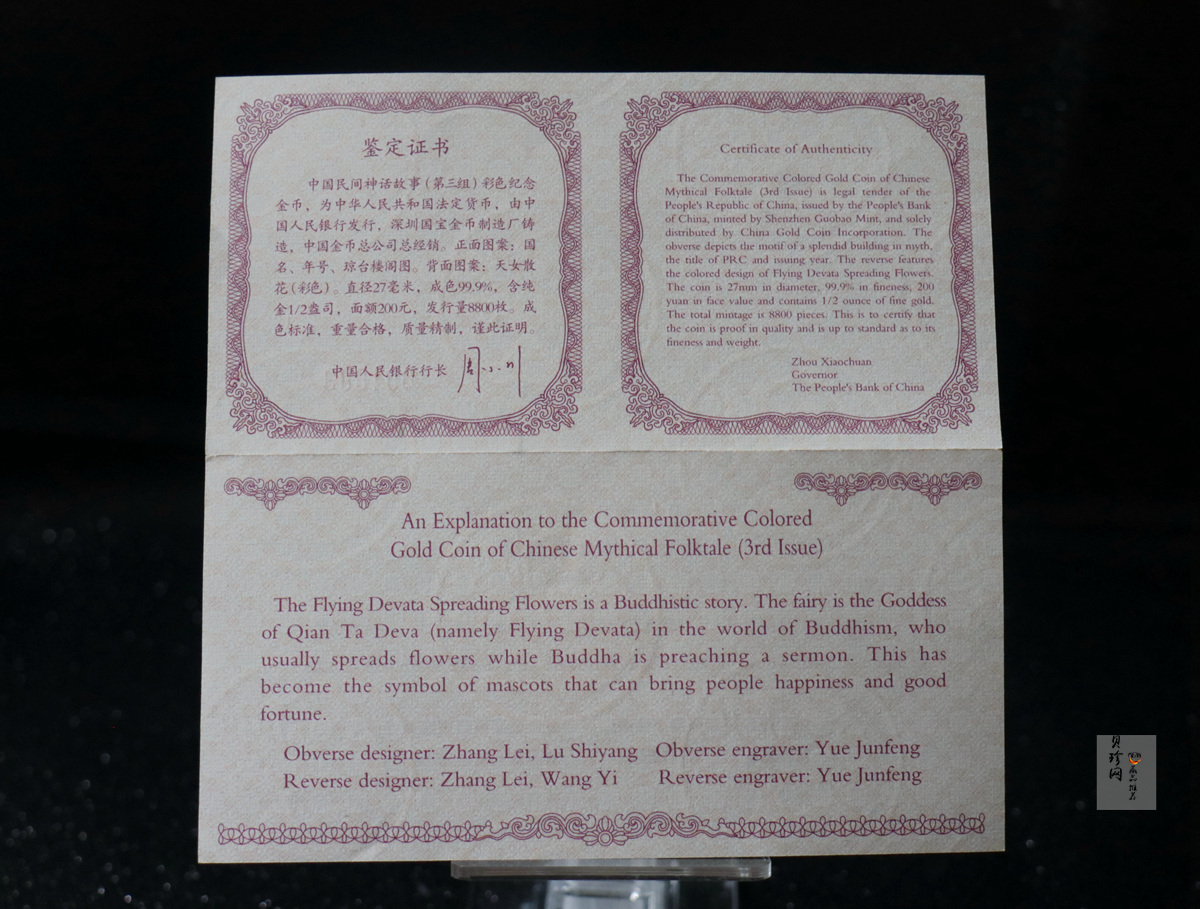 鉴定证书
中国民间神话故事(第三组)彩色纪念
金币,为中华人民共和国法定货币,由中
国人民银行发行,深圳国宝金币制造厂铸
造,中国金币总公司总经销。正面图案:国
名、年号、琼台楼阁图。背面图案:天女散
花(彩色)。直径27毫米,成色99.9%,含纯
金1/2盎司,面额200元,发行量8800枚。成
色标准,重量合格,质量精制,谨此证明。
中国人民银行行长 周小川
Certificate of Authenticity
The Commemorative Colored Gold Coin of Chinese
Mythical Folktale (3rd Issue) is legal tender of the
People's Republic of China, issued by the People's Bank
of China, minted by Shenzhen Guobao Mint, and solely
distributed by China Gold Coin Incorporation. The
obverse depicts the motif of a splendid building in myth,
the title of PRC and issuing year. The reverse features
the colored design of Flying Devata Spreading Flowers.
The coin is 27mm in diameter, 99.9% in fineness, 200
yuan in face value and contains 1/2 ounce of fine gold.
The total mintage is 8800 pieces. This is to certify that
the coin is proof in quality and is up to standard as to its
fineness and weight.
Zhou Xiaochuan
Governor
The People's Bank of China
An Explanation to the Commemorative Colored
Gold Coin of Chinese Mythical Folktale (3rd Issue)
The Flying Devata Spreading Flowers is a Buddhistic story. The fairy is the Goddess
of Qian Ta Deva (namely Flying Devata) in the world of Buddhism, who
usually spreads flowers while Buddha is preaching a sermon. This has
become the symbol of mascots that can bring people happiness and good
fortune.
Obverse designer: Zhang Lei, Lu Shiyang Obverse engraver: Yue Junfeng
Reverse designer: Zhang Lei, Wang Yi Reverse engraver: Yue Junfeng
贝珍网